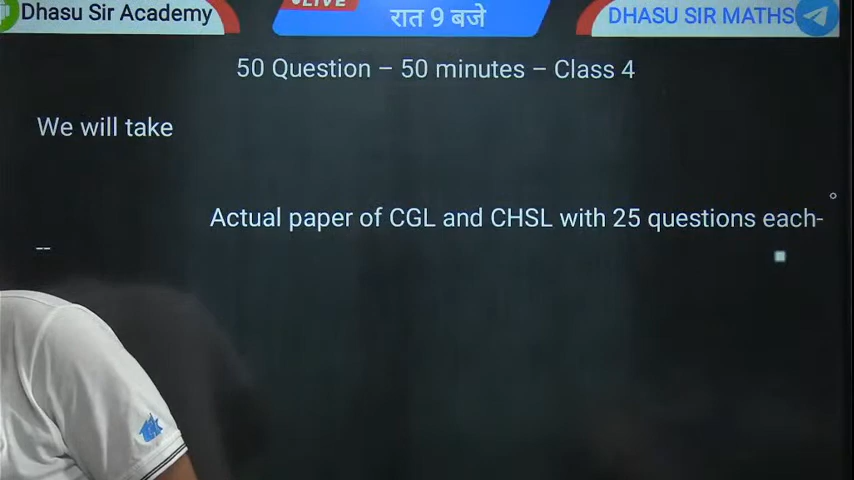 Dhasu Sir Academy
LIVE
रात 9 बजे
DHASU SIR MATHS
50 Question – 50 minutes – Class 4
We will take
Actual paper of CGL and CHSL with 25 questions each-
--